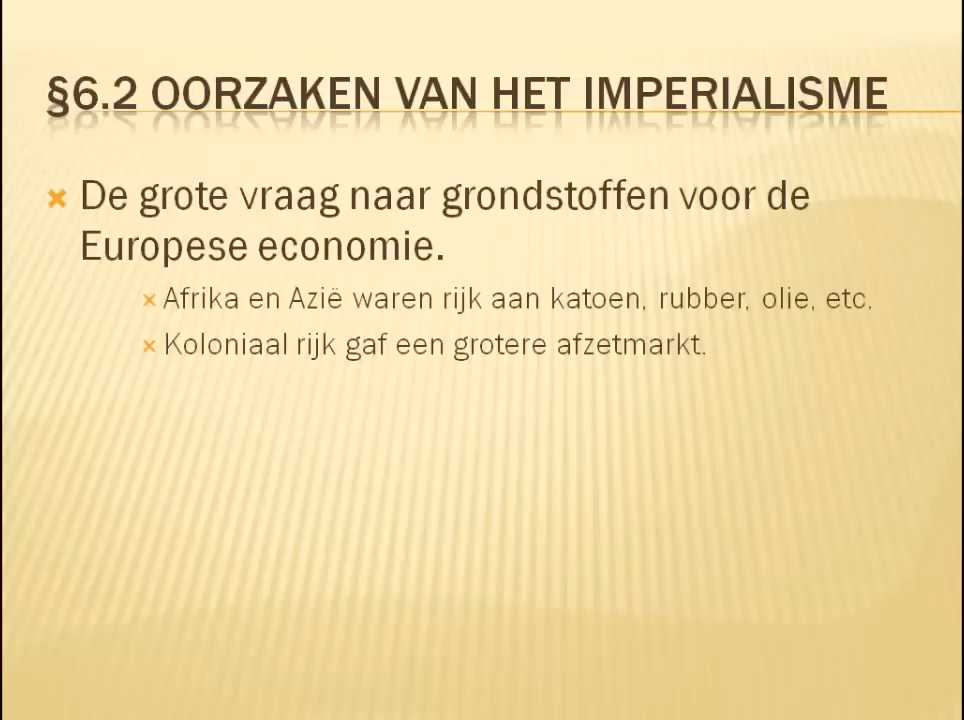 §6.2 OORZAKEN VAN HET IMPERIALISME
De grote vraag naar grondstoffen voor de
Europese economie.
Afrika en Azië waren rijk aan katoen, rubber, olie, etc.
Koloniaal rijk gaf een grotere afzetmarkt.